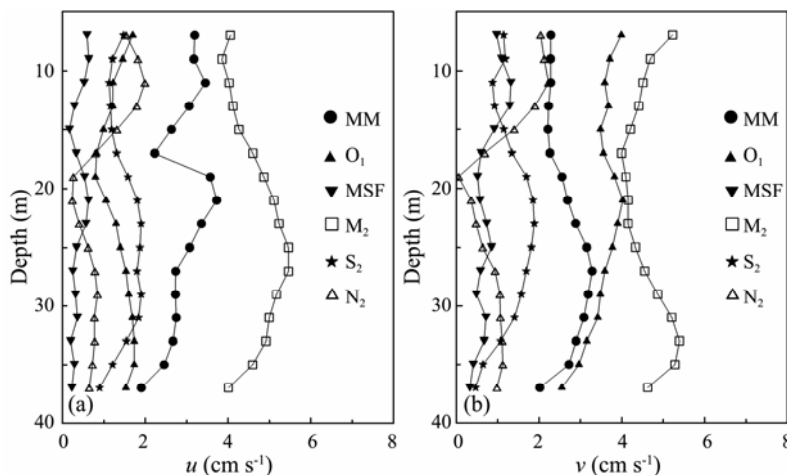 10
20
30
40
Depth (m)
MM
O₁
MSF
M₂
S₂
N₂
(a)
0 2 4 6 8
u (cm s⁻¹)
10
20
30
40
Depth (m)
MM
O₁
MSF
M₂
S₂
N₂
(b)
0 2 4 6 8
v (cm s⁻¹)